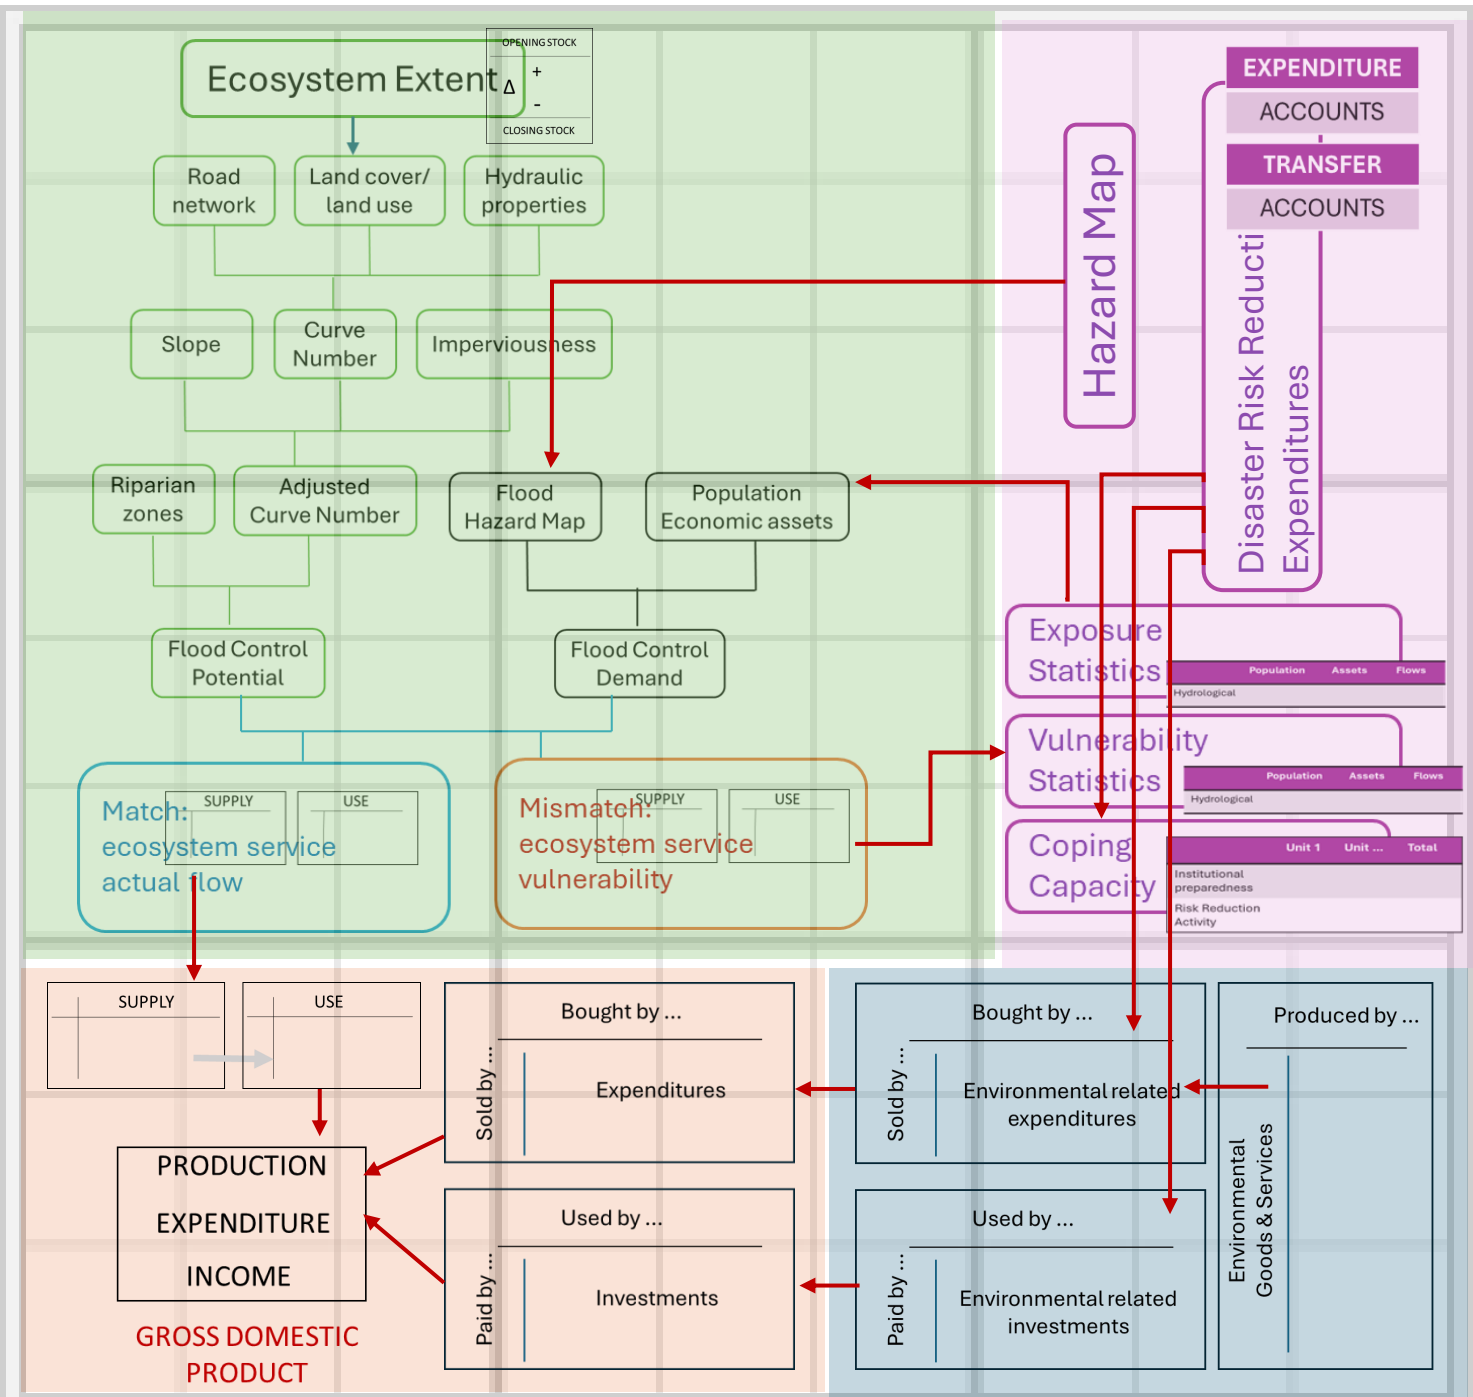 OPENING STOCK
Ecosystem Extent
Δ
+
-
CLOSING STOCK
Road
network
Land cover/
land use
Hydraulic
properties
Slope
Curve
Number
Imperviousness
Riparian
zones
Adjusted
Curve Number
Flood
Hazard Map
Population
Economic assets
Flood Control
Potential
Flood Control
Demand
SUPPLY
USE
Match:
ecosystem service
actual flow
SUPPLY
USE
Mismatch:
ecosystem service
vulnerability
Hazard Map
EXPENDITURE
ACCOUNTS
TRANSFER
ACCOUNTS
Disaster Risk Reducti
Expenditures
Exposure
Statistics
Population Assets Flows
Hydrological
Vulnerability
Statistics
Population Assets Flows
Hydrological
Coping
Capacity
Unit 1 Unit ... Total
Institutional
preparedness
Risk Reduction
Activity
SUPPLY
USE
PRODUCTION
EXPENDITURE
INCOME
GROSS DOMESTIC
PRODUCT
Bought by ...
Sold by ...
Expenditures
Used by ...
Paid by ...
Investments
Bought by ...
Sold by ...
Environmental related
expenditures
Used by ...
Paid by ...
Environmental related
investments
Produced by ...
Environmental
Goods & Services